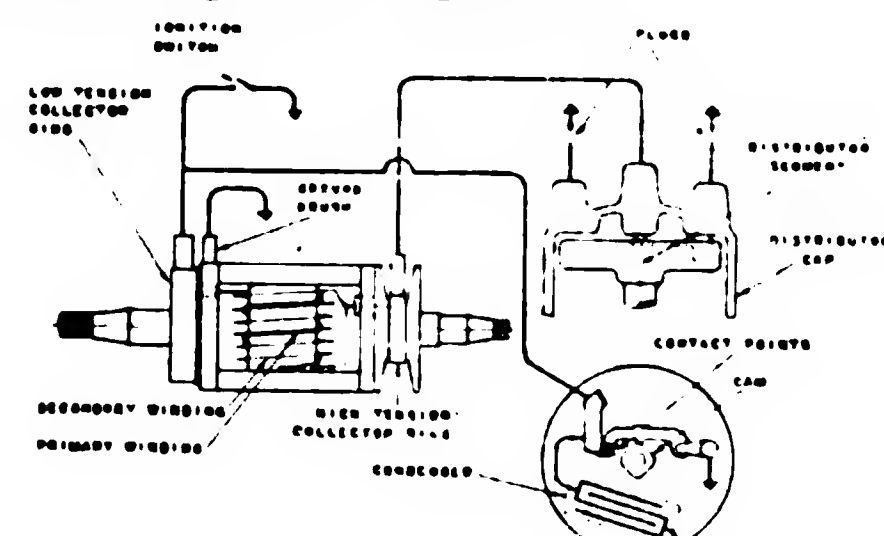 IGNITION
SWITCH
PLUGS
LOW TENSION
COLLECTOR
RING
DISTRIBUTOR
SEGMENT
GROUND
BRUSH
DISTRIBUTOR
CAP
CONTACT POINTS
CAM
SECONDARY WINDING
HIGH TENSION
COLLECTOR RING
PRIMARY WINDING
CONDENSER